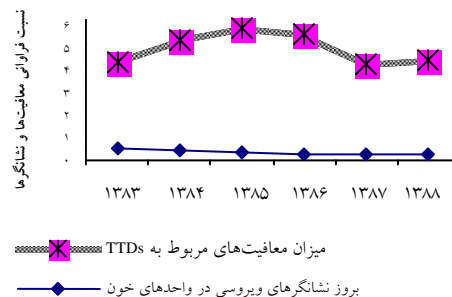 نسبت فراوانی معافیت‌ها و نشانگرها
۶
۵
۴
۳
۲
۱
۰
۱۳۸۳ ۱۳۸۴ ۱۳۸۵ ۱۳۸۶ ۱۳۸۷ ۱۳۸۸
میزان معافیت‌های مربوط به TTDs
بروز نشانگرهای ویروسی در واحدهای خون